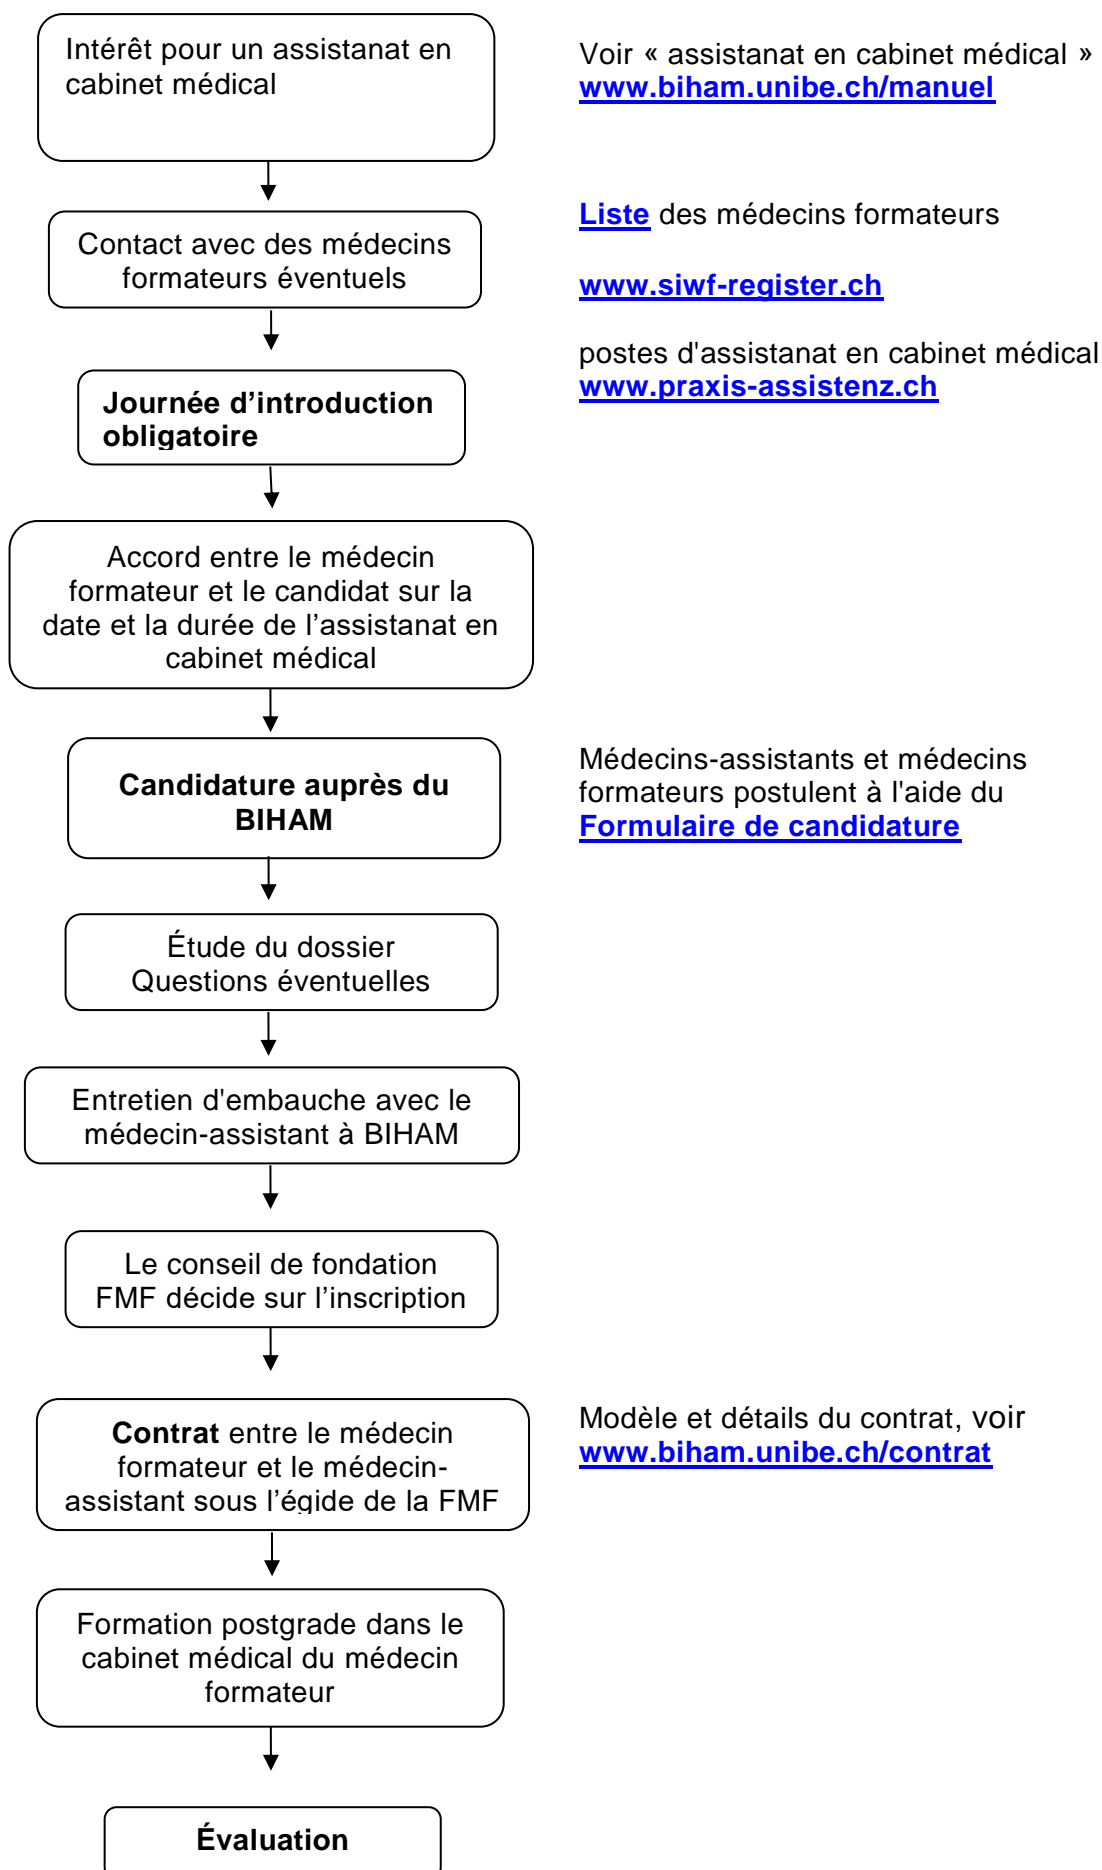 Intérêt pour un assistanat en
cabinet médical
Voir « assistanat en cabinet médical »
www.biham.unibe.ch/manuel
Contact avec des médecins
formateurs éventuels
Liste des médecins formateurs
www.siwf-register.ch
postes d'assistanat en cabinet médical
www.praxis-assistenz.ch
Journée d’introduction
obligatoire
Accord entre le médecin
formateur et le candidat sur la
date et la durée de l’assistanat en
cabinet médical
Candidature auprès du
BIHAM
Médecins-assistants et médecins
formateurs postulent à l'aide du
Formulaire de candidature
Étude du dossier
Questions éventuelles
Entretien d'embauche avec le
médecin-assistant à BIHAM
Le conseil de fondation
FMF décide sur l’inscription
Contrat entre le médecin
formateur et le médecin-
assistant sous l’égide de la FMF
Modèle et détails du contrat, voir
www.biham.unibe.ch/contrat
Formation postgrade dans le
cabinet médical du médecin
formateur
Évaluation